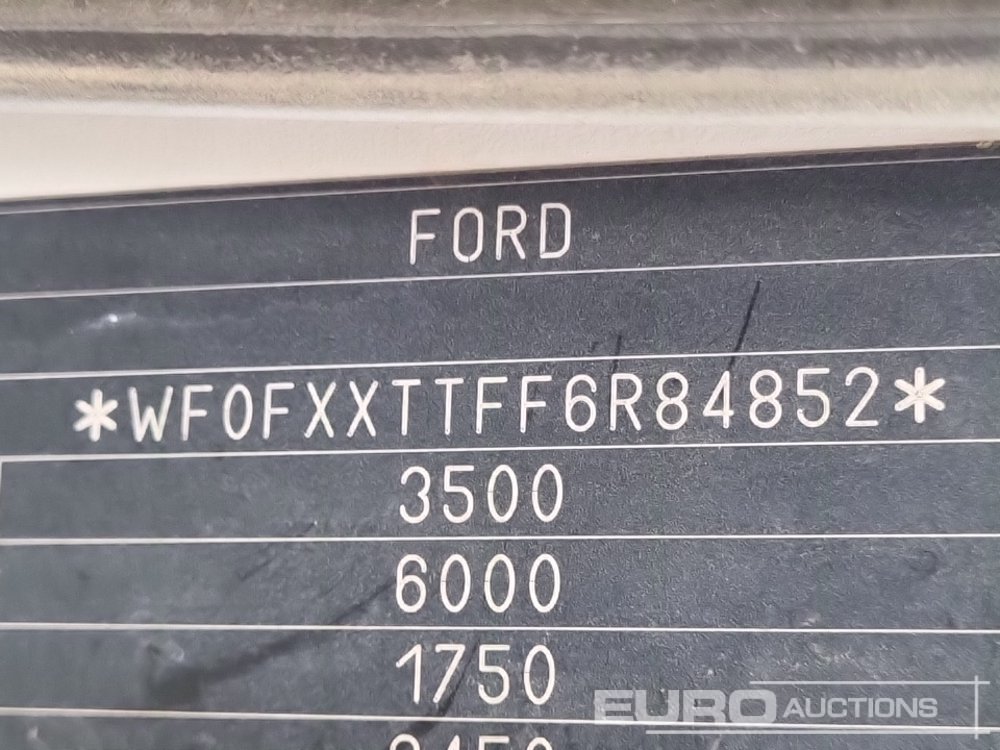 FORD
*WF0FXXTTFF6R84852*
3500
6000
1750
EURO AUCTIONS